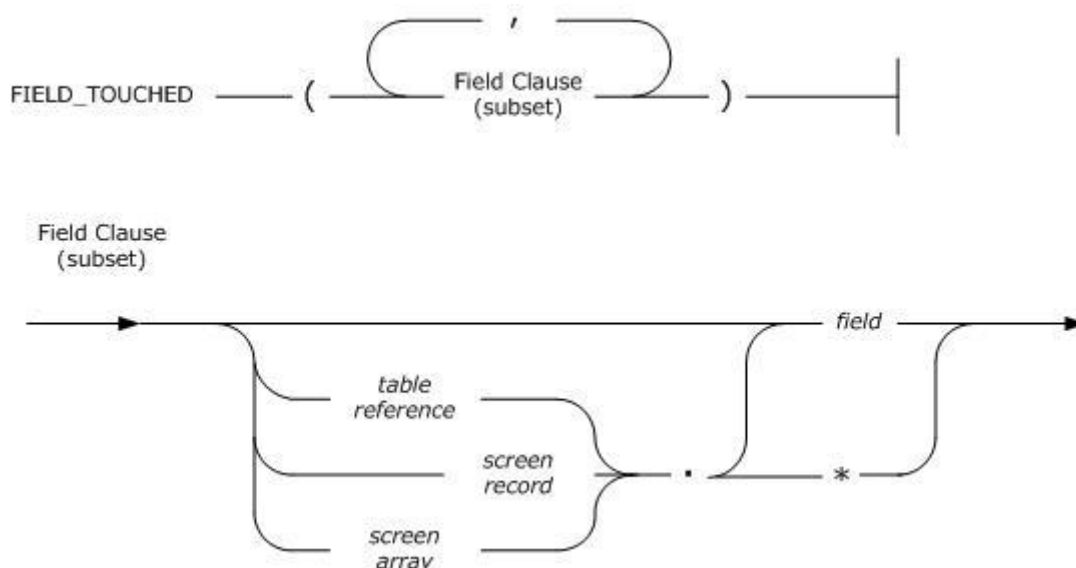 ,
FIELD_TOUCHED ( Field Clause )
(subset)
Field Clause
(subset)
field
table
reference
screen
record . *
screen
array